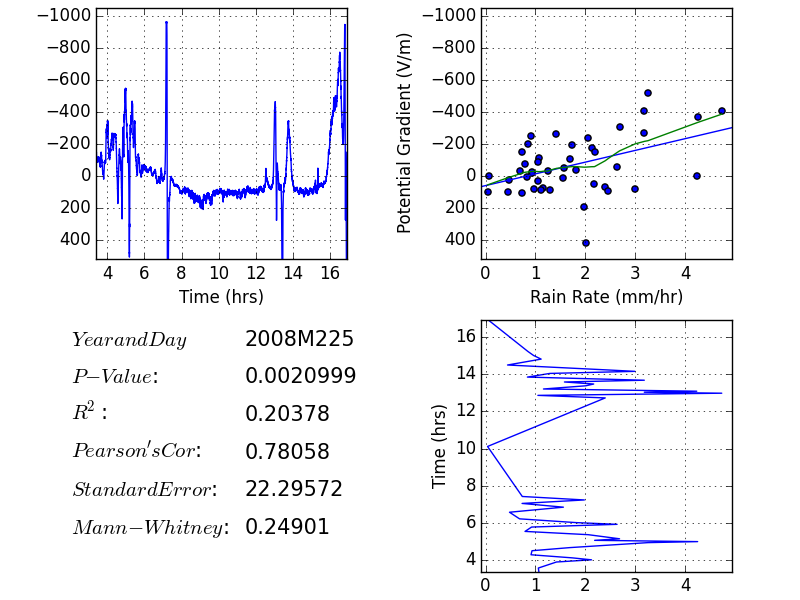 −1000
−800
−600
−400
−200
0
200
400
4 6 8 10 12 14 16
Time (hrs)
Potential Gradient (V/m)
−1000
−800
−600
−400
−200
0
200
400
0 1 2 3 4
Rain Rate (mm/hr)
YearandDay 2008M225
P−Value: 0.0020999
R²: 0.20378
Pearson'sCor: 0.78058
StandardError: 22.29572
Mann−Whitney: 0.24901
Time (hrs)
16
14
12
10
8
6
4
0 1 2 3 4